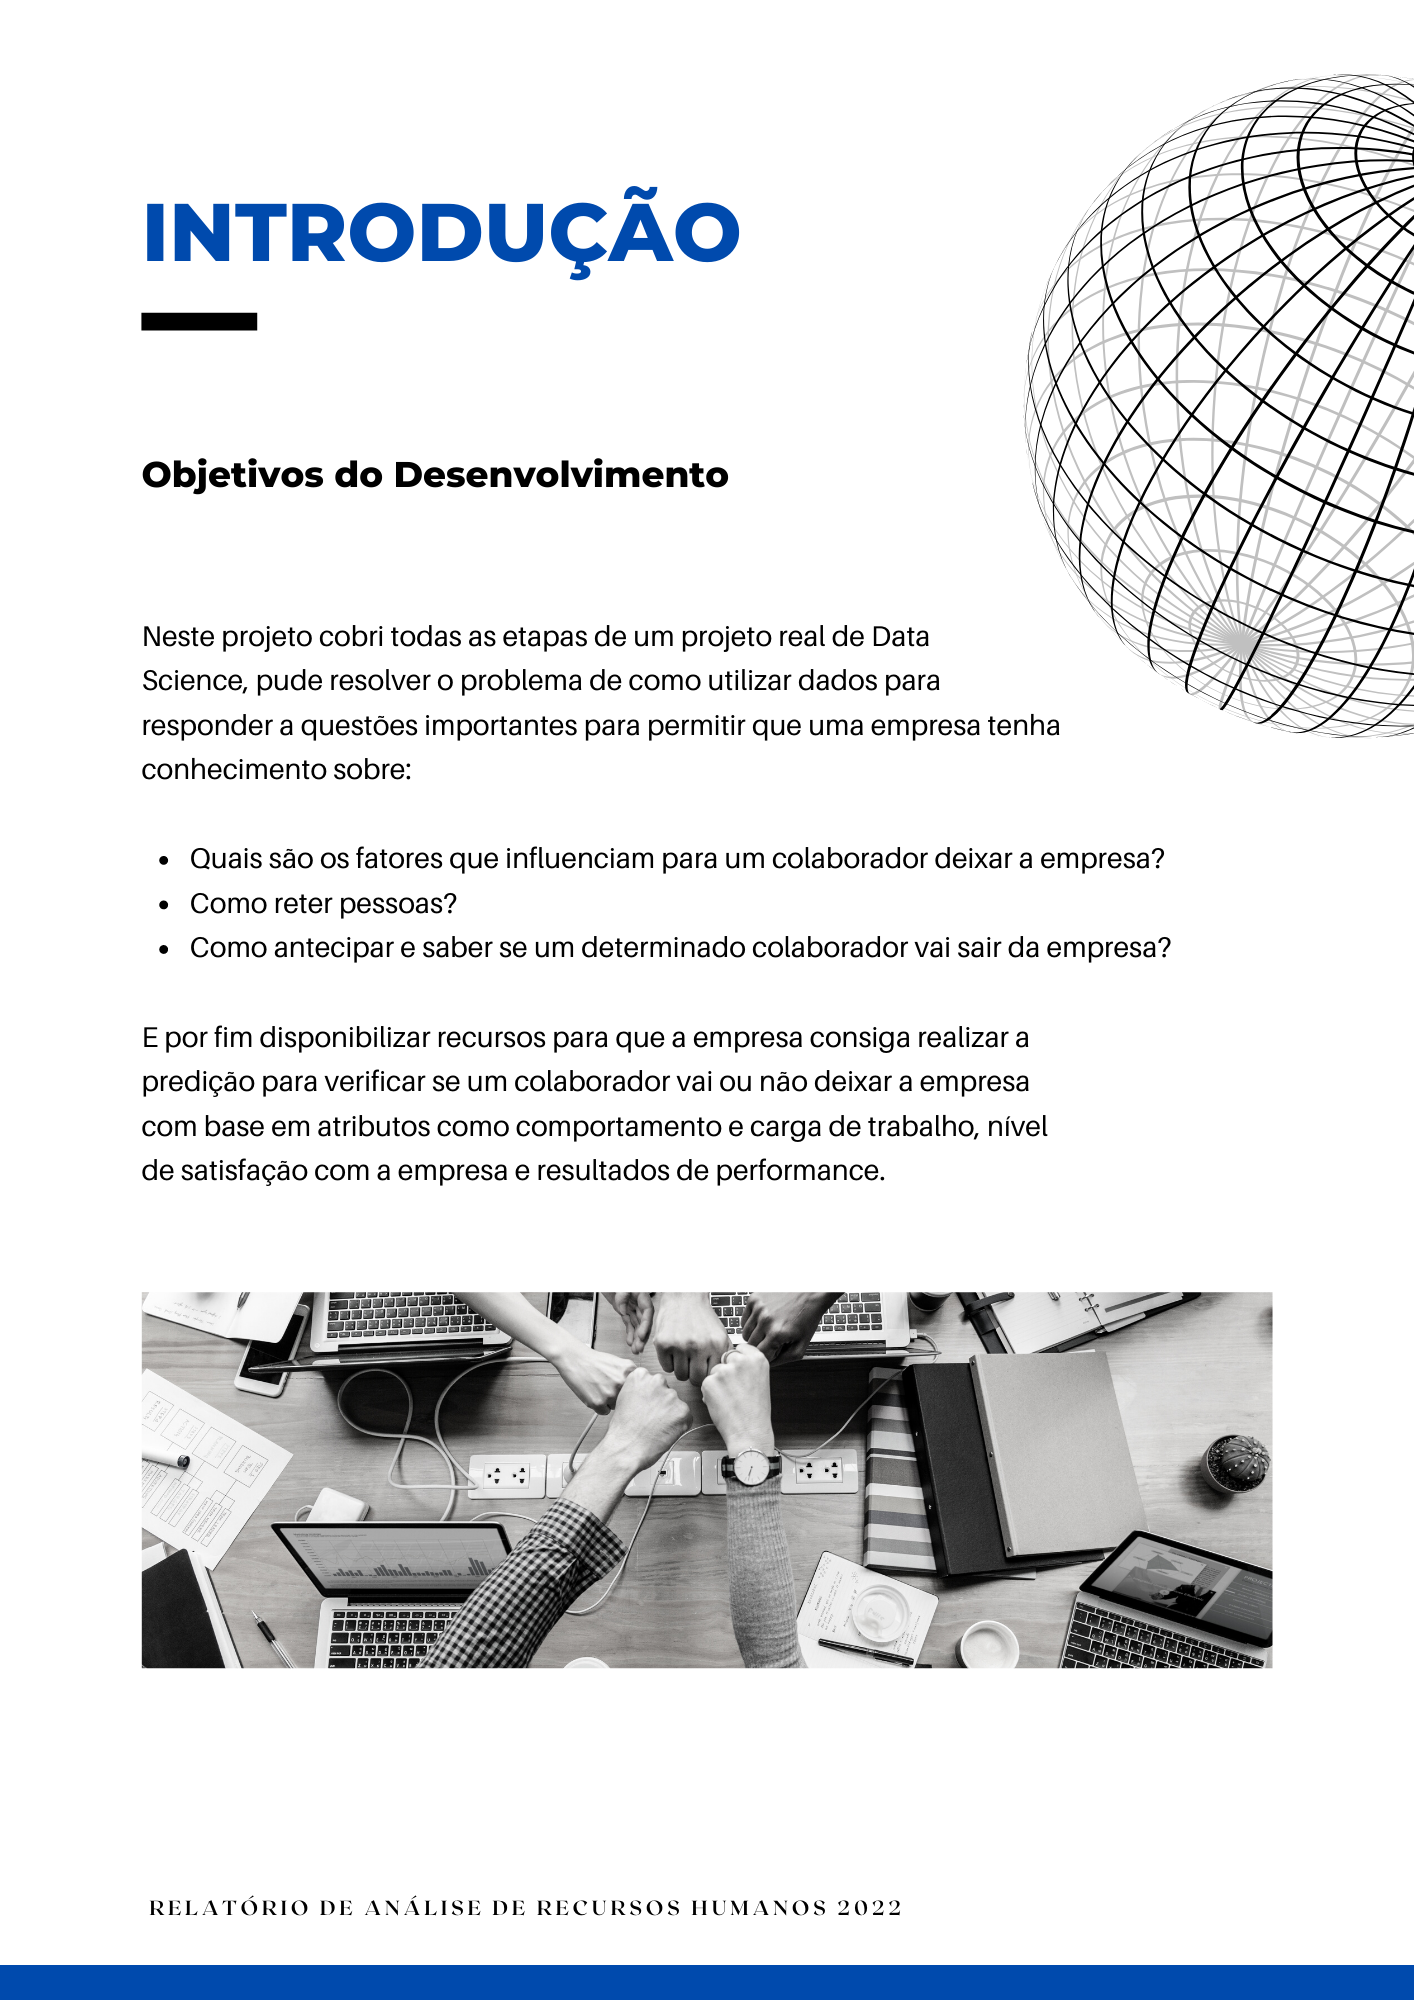 INTRODUÇÃO
Objetivos do Desenvolvimento
Neste projeto cobri todas as etapas de um projeto real de Data
Science, pude resolver o problema de como utilizar dados para
responder a questões importantes para permitir que uma empresa tenha
conhecimento sobre:
• Quais são os fatores que influenciam para um colaborador deixar a empresa?
• Como reter pessoas?
• Como antecipar e saber se um determinado colaborador vai sair da empresa?
E por fim disponibilizar recursos para que a empresa consiga realizar a
predição para verificar se um colaborador vai ou não deixar a empresa
com base em atributos como comportamento e carga de trabalho, nível
de satisfação com a empresa e resultados de performance.
RELATÓRIO DE ANÁLISE DE RECURSOS HUMANOS 2022